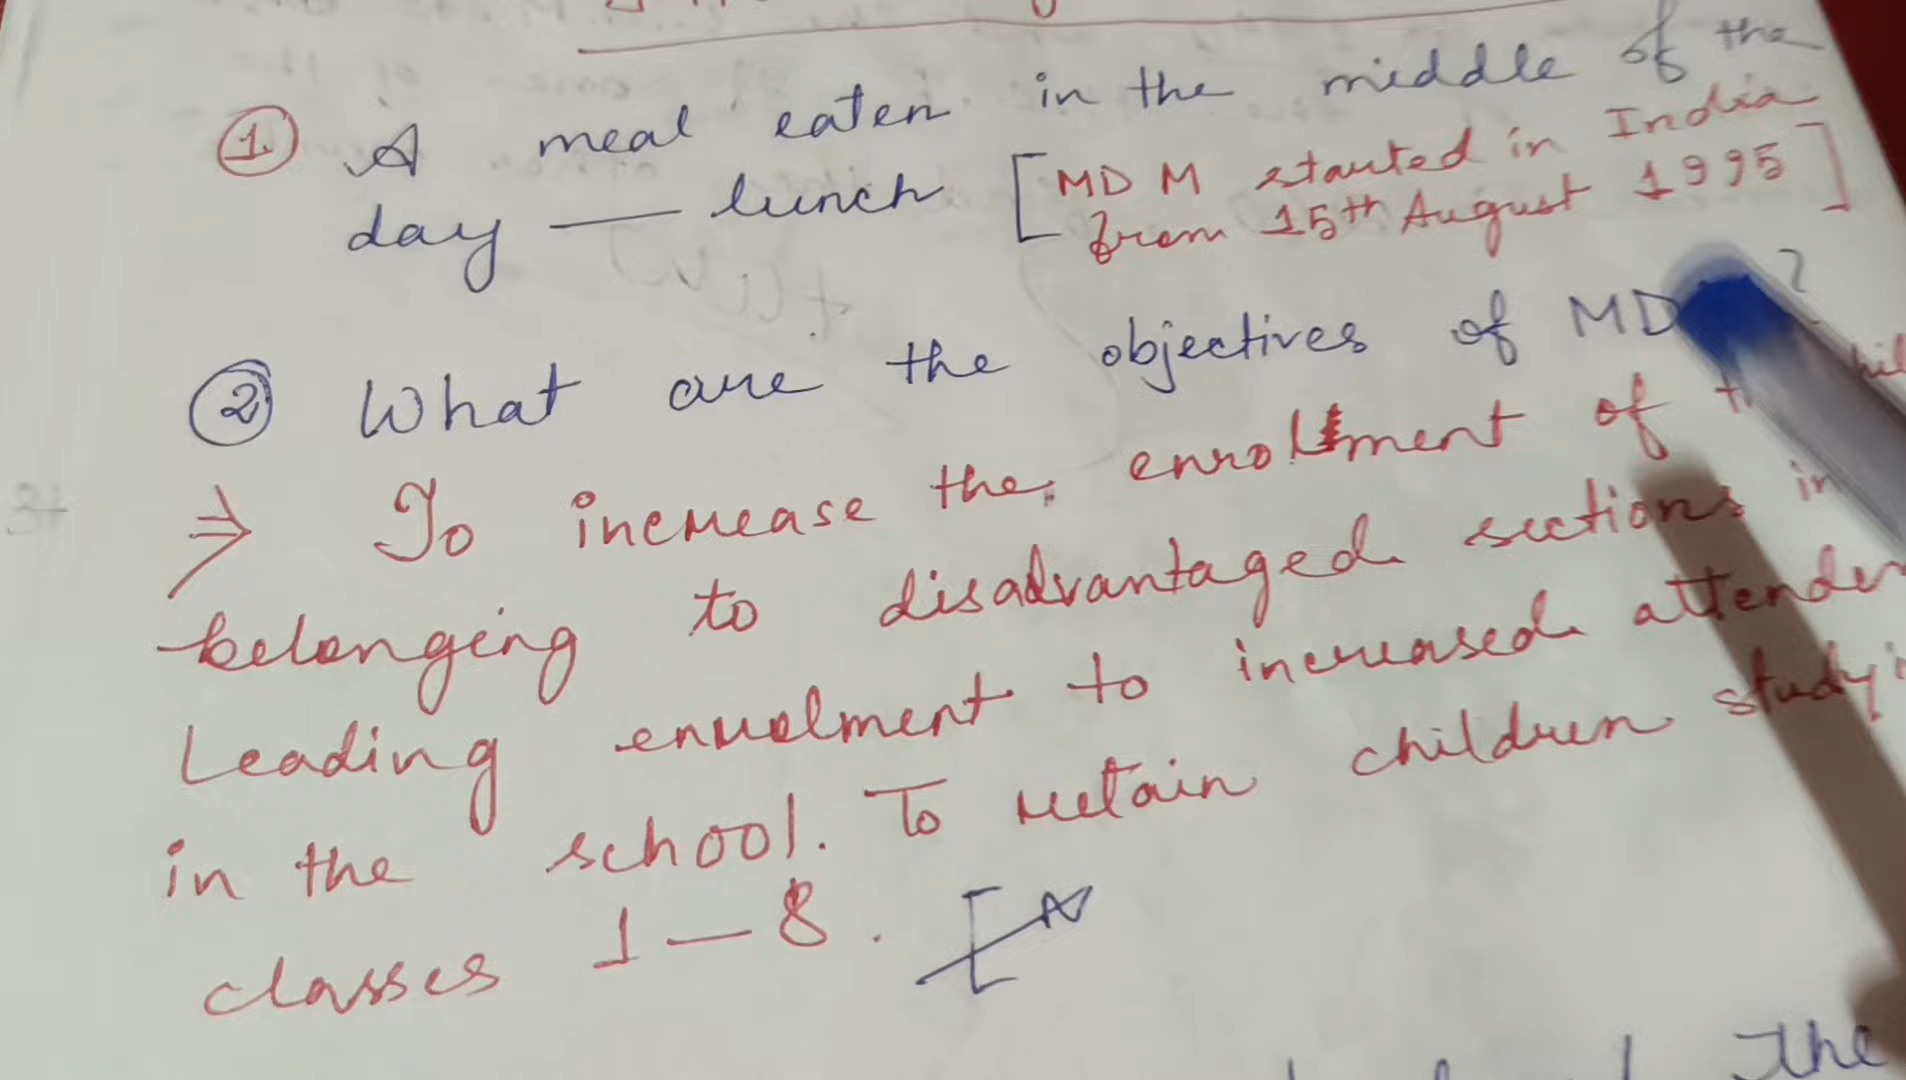 ① A meal eaten in the middle of the
day — lunch [MDM started in India
from 15th August 1995]
② What are the objectives of MD ?
⇒ To increase the enrolment of
belonging to disadvantaged sections in
Leading enrolment to increased
in the school. To retain children
classes 1 — 8.
the